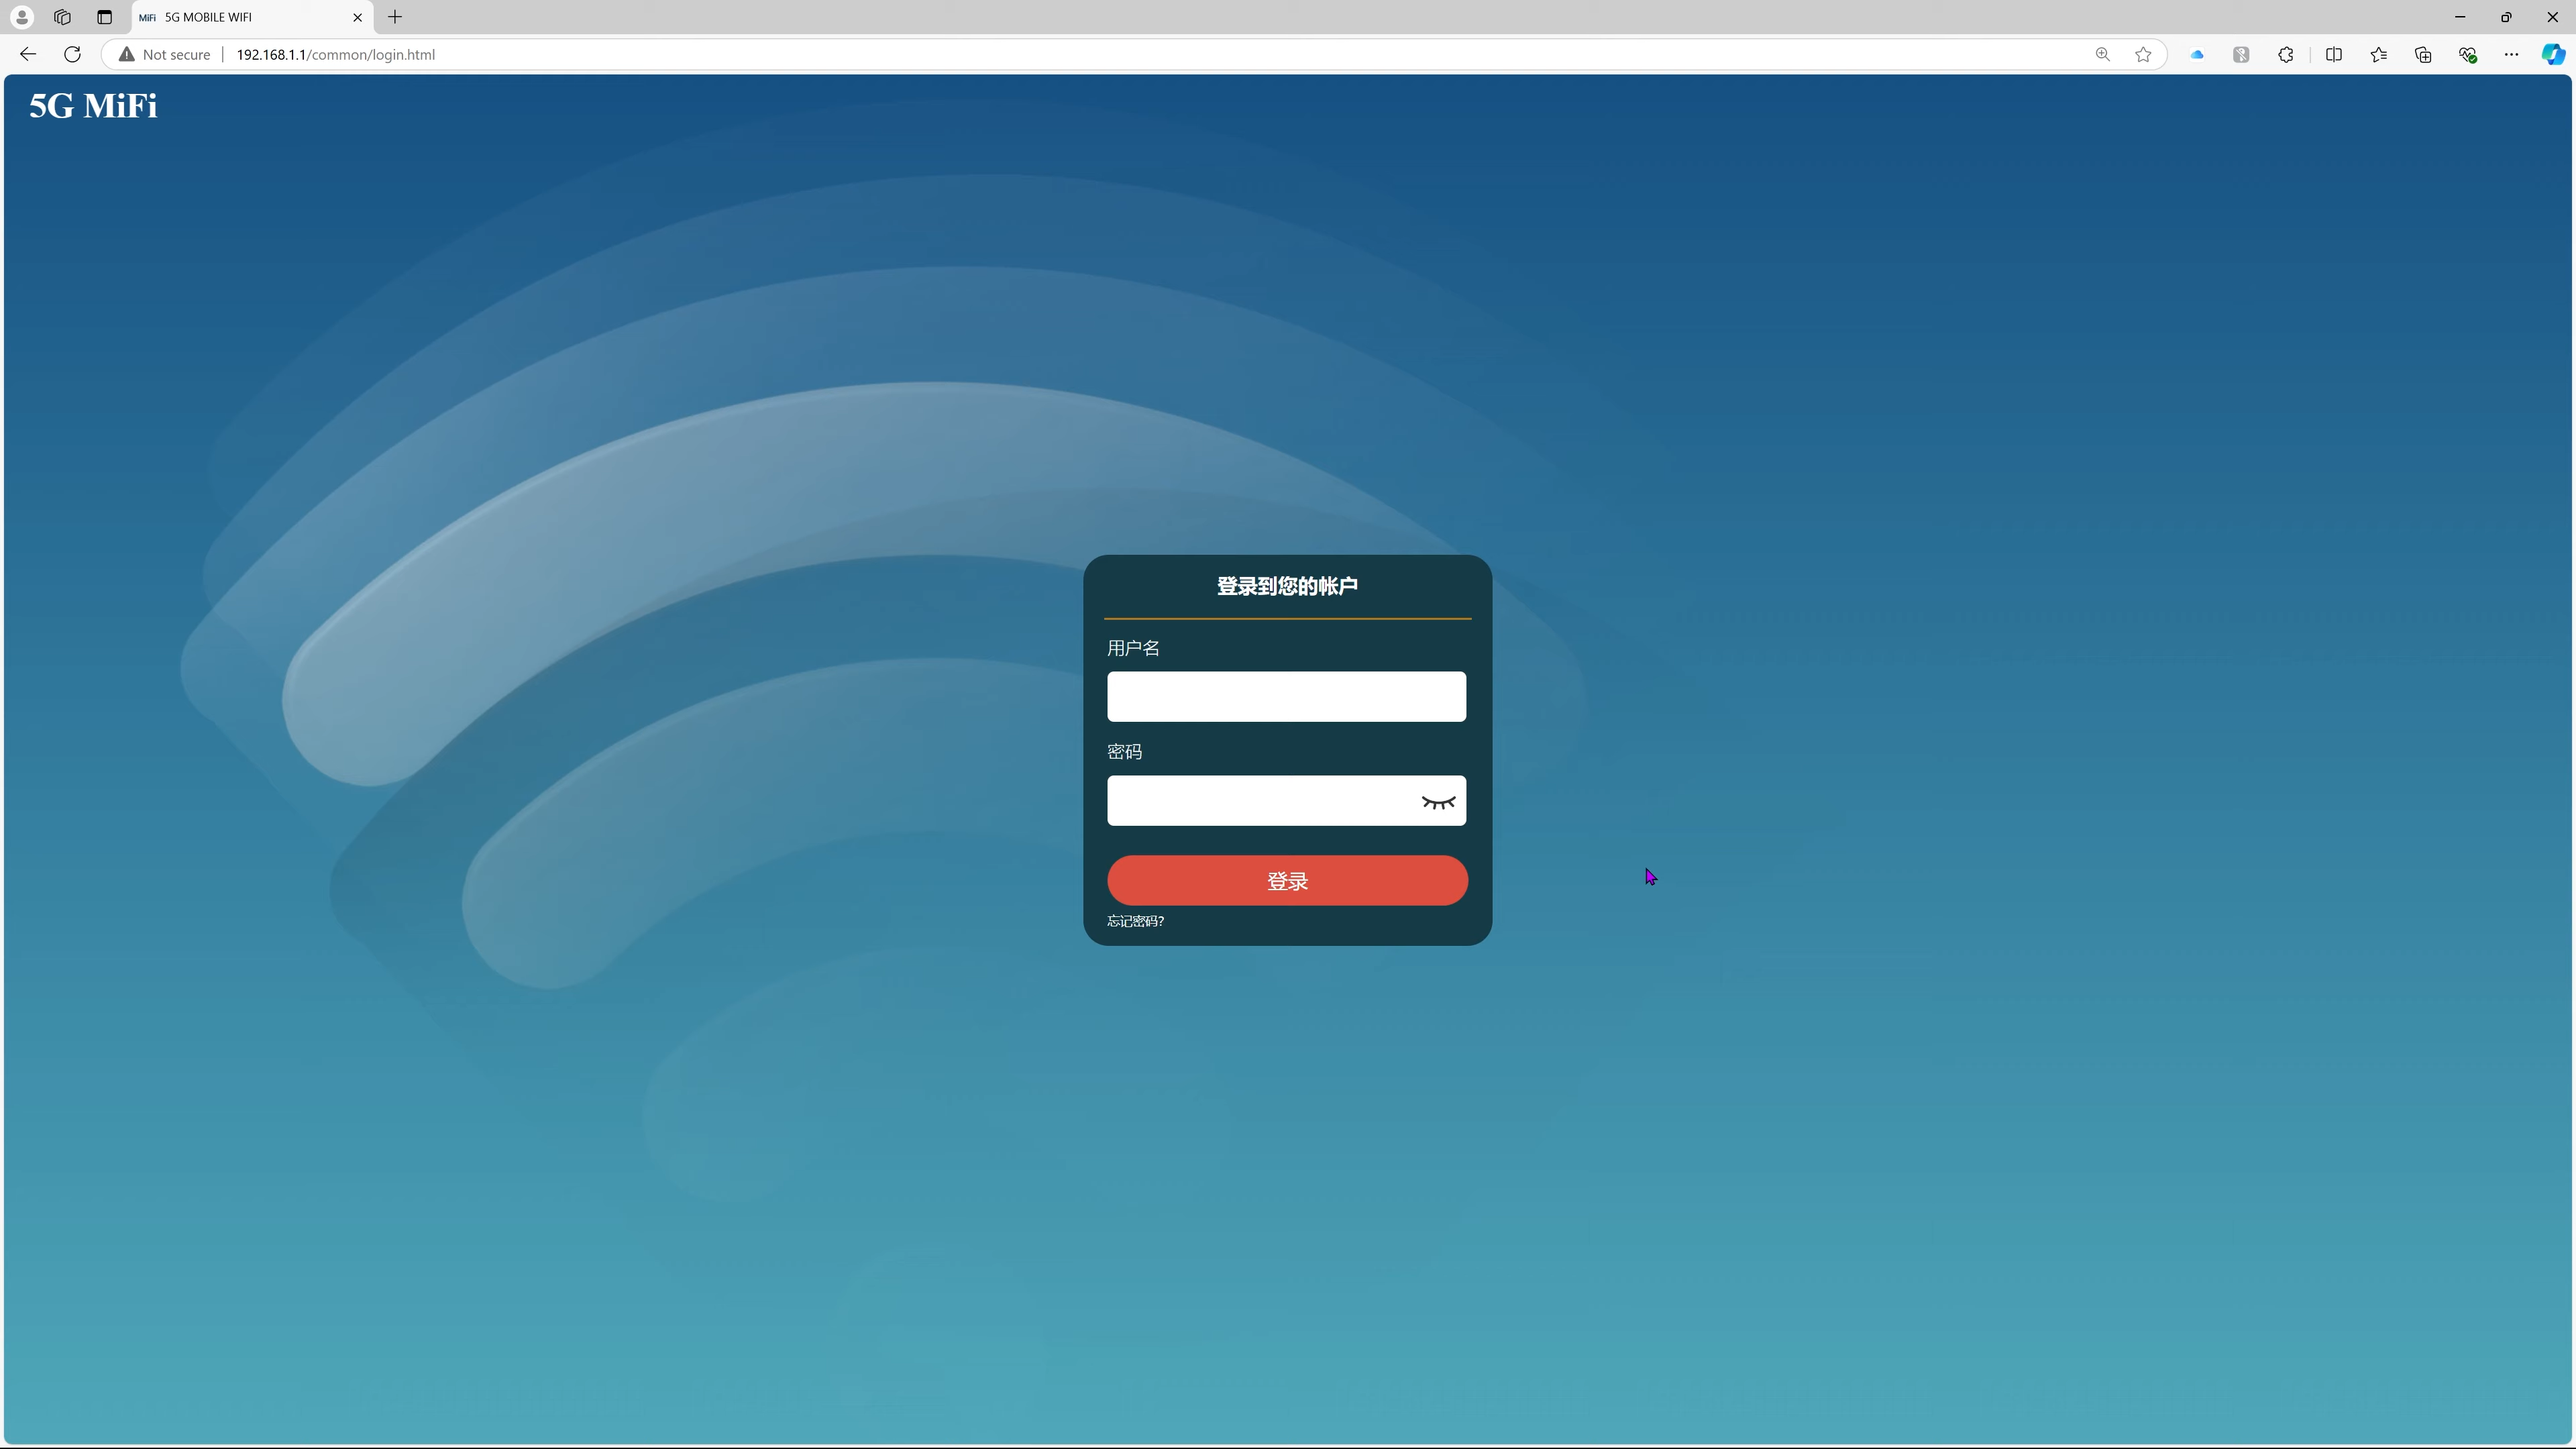 MiFi 5G MOBILE WIFI
Not secure 192.168.1.1/common/login.html
5G MiFi
登录到您的帐户
用户名
密码
登录
忘记密码?